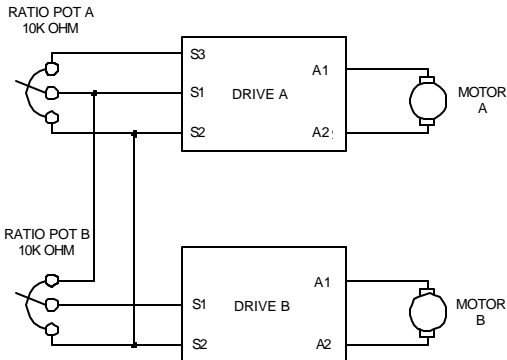 RATIO POT A
10K OHM
S3
S1
S2
DRIVE A
A1
A2
MOTOR
A
RATIO POT B
10K OHM
S1
S2
DRIVE B
A1
A2
MOTOR
B